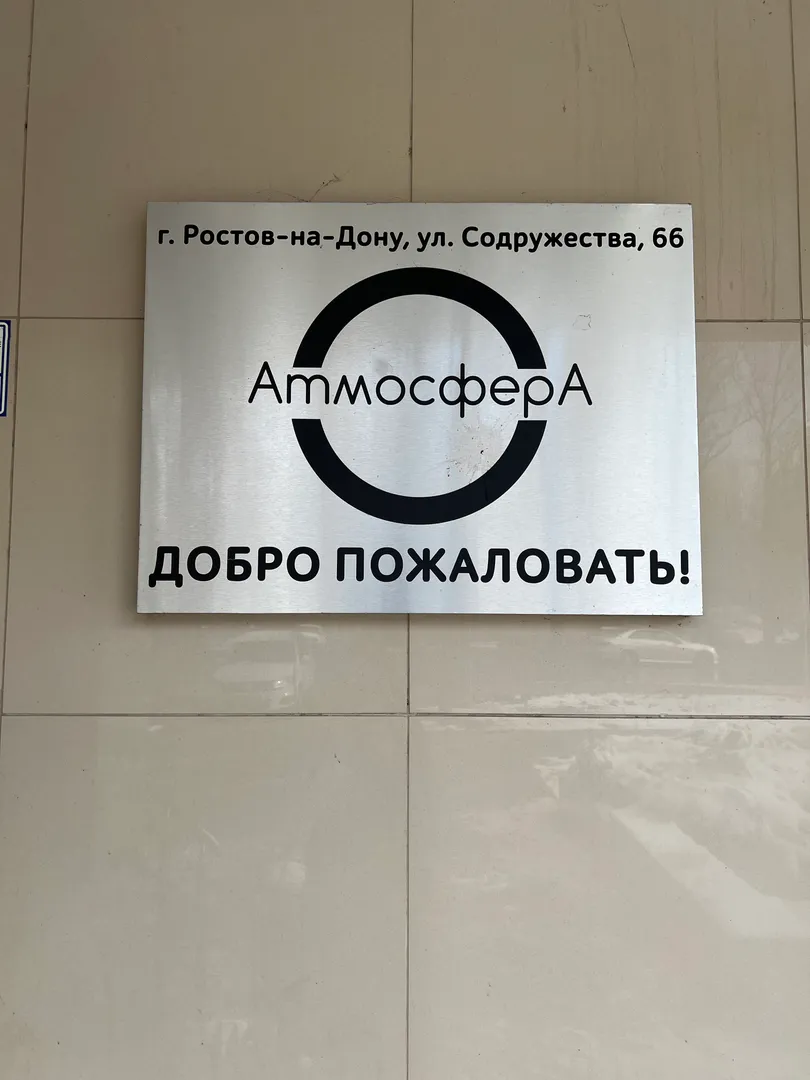 г. Ростов-на-Дону, ул. Содружества, 66
АтмосферА
ДОБРО ПОЖАЛОВАТЬ!